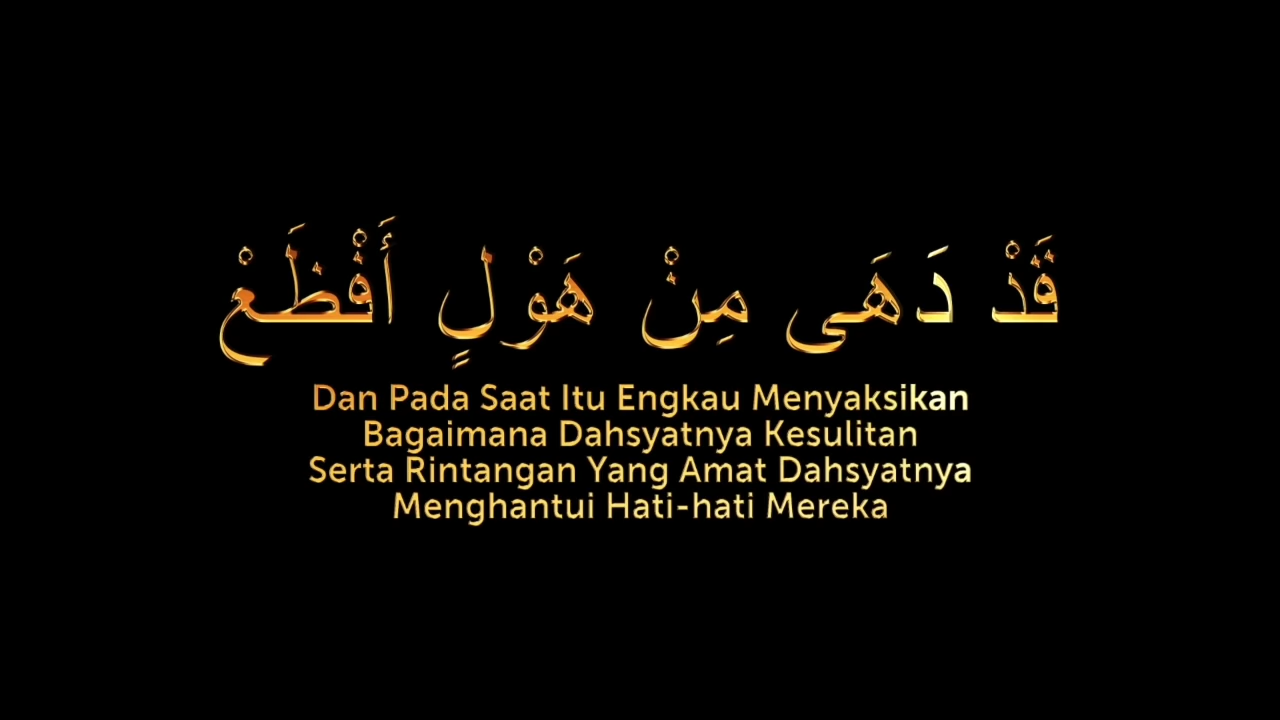 قَدْ دَهَى مِنْ هَوْلٍ أَفْظَعْ
Dan Pada Saat Itu Engkau Menyaksikan
Bagaimana Dahsyatnya Kesulitan
Serta Rintangan Yang Amat Dahsyatnya
Menghantui Hati-hati Mereka